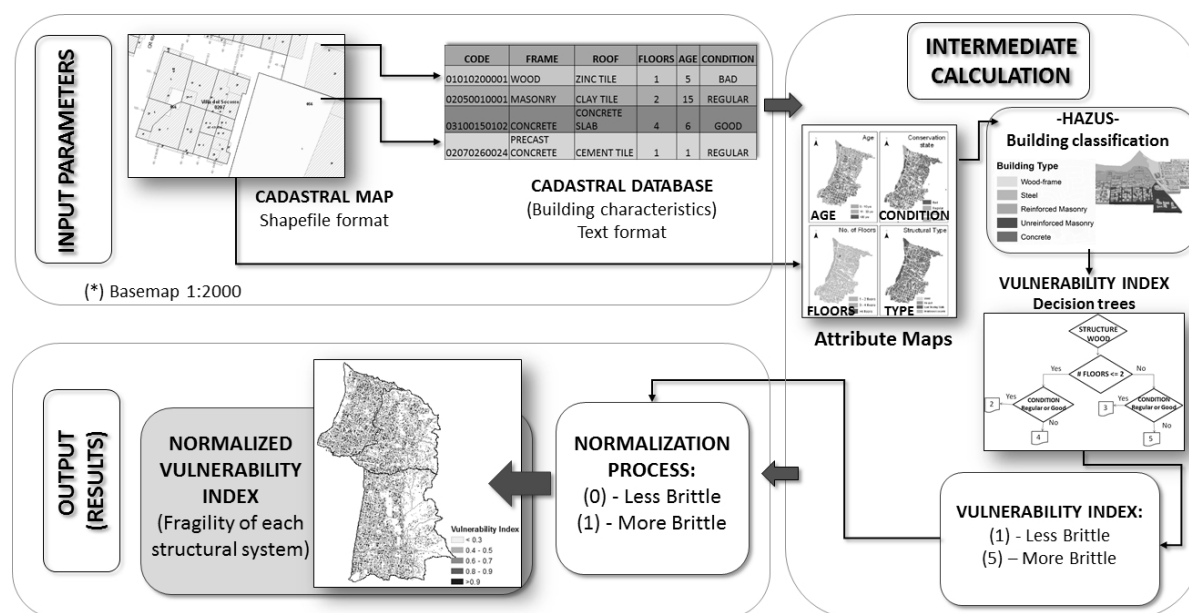 INPUT PARAMETERS
CADASTRAL MAP
Shapefile format
CODE FRAME ROOF FLOORS AGE CONDITION
01010200001 WOOD ZINC TILE 1 5 BAD
02050010001 MASONRY CLAY TILE 2 15 REGULAR
03100150102 CONCRETE CONCRETE SLAB 4 6 GOOD
02070260024 PRECAST CONCRETE CEMENT TILE 1 1 REGULAR
CADASTRAL DATABASE
(Building characteristics)
Text format
(*) Basemap 1:2000
INTERMEDIATE
CALCULATION
Age
Conservation
state
AGE
CONDITION
No. of Floors
Structural Type
FLOORS
TYPE
Attribute Maps
-HAZUS-
Building classification
Building Type
Wood-frame
Steel
Reinforced Masonry
Unreinforced Masonry
Concrete
VULNERABILITY INDEX
Decision trees
STRUCTURE
WOOD
# FLOORS <= 2
Yes
No
CONDITION
Regular or Good
Yes
2
No
4
CONDITION
Regular or Good
Yes
3
No
5
VULNERABILITY INDEX:
(1) - Less Brittle
(5) – More Brittle
OUTPUT
(RESULTS)
NORMALIZATION
PROCESS:
(0) - Less Brittle
(1) - More Brittle
NORMALIZED
VULNERABILITY
INDEX
(Fragility of each
structural system)
Vulnerability Index
< 0.3
0.4 - 0.5
0.6 - 0.7
0.8 - 0.9
>0.9